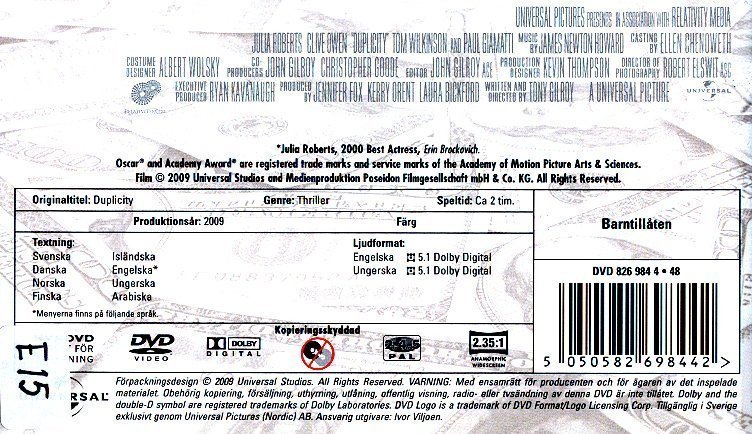 UNIVERSAL PICTURES PRESENTS IN ASSOCIATION WITH RELATIVITY MEDIA
JULIA ROBERTS CLIVE OWEN "DUPLICITY" TOM WILKINSON AND PAUL GIAMATTI MUSIC BY JAMES NEWTON HOWARD CASTING BY ELLEN CHENOWETH
COSTUME DESIGNER ALBERT WOLSKY CO-PRODUCERS JOHN GILROY CHRISTOPHER GOODE EDITOR JOHN GILROY ACE PRODUCTION DESIGNER KEVIN THOMPSON DIRECTOR OF PHOTOGRAPHY ROBERT ELSWIT ASC
EXECUTIVE PRODUCER RYAN KAVANAUGH PRODUCED BY JENNIFER FOX KERRY ORENT LAURA BICKFORD WRITTEN AND DIRECTED BY TONY GILROY A UNIVERSAL PICTURE UNIVERSAL
*Julia Roberts, 2000 Best Actress, Erin Brockovich.
Oscar® and Academy Award® are registered trade marks and service marks of the Academy of Motion Picture Arts & Sciences.
Film © 2009 Universal Studios and Medienproduktion Poseidon Filmgesellschaft mbH & Co. KG. All Rights Reserved.
Originaltitel: Duplicity Genre: Thriller Speltid: Ca 2 tim.
Produktionsår: 2009 Färg
Barntillåten
Textning:
Svenska Isländska
Danska Engelska*
Norska Ungerska
Finska Arabiska
*Menyerna finns på följande språk.
Ljudformat:
Engelska 5.1 Dolby Digital
Ungerska 5.1 Dolby Digital
DVD 826 984 4 • 48
5 050582 698442 >
Kopieringsskyddad
DVD
FÖR
NING
DVD
VIDEO
DOLBY
DIGITAL
PAL
2.35:1
ANAMORPHIC
WIDESCREEN
E15
RSAL
Förpackningsdesign © 2009 Universal Studios. All Rights Reserved. VARNING: Med ensamrätt för producenten och för ägaren av det inspelade
materialet. Obehörig kopiering, försäljning, uthyrning, utlåning, offentlig visning, radio- eller tvsändning av denna DVD är inte tillåtet. Dolby and the
double-D symbol are registered trademarks of Dolby Laboratories. DVD Logo is a trademark of DVD Format/Logo Licensing Corp. Tillgänglig i Sverige
exklusivt genom Universal Pictures (Nordic) AB. Ansvarig utgivare: Ivor Viljoen.